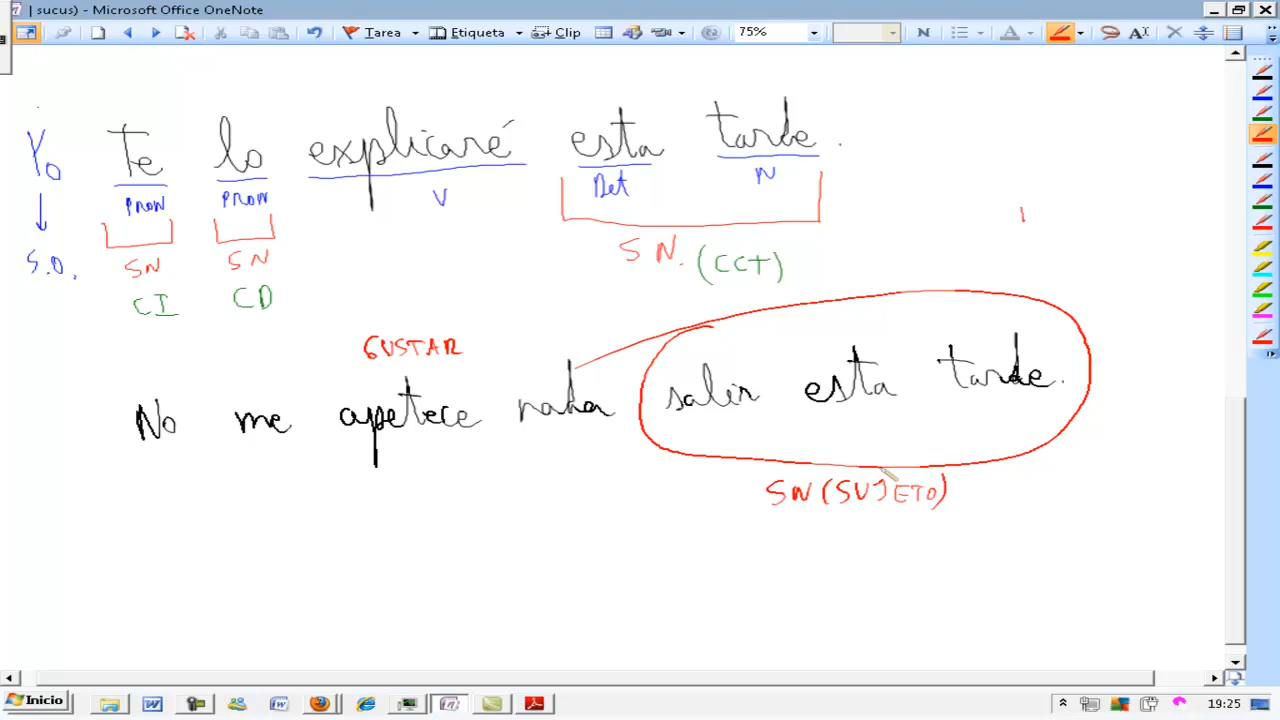 | sucus) - Microsoft Office OneNote
Tarea Etiqueta Clip 75% N A
Yo te lo explicaré esta tarde.
PRON PRON V Det N
S.O. SN SN S N. (CCT)
CI CD
GUSTAR
No me apetece nada salir esta tarde.
SN (SUJETO)
Inicio 19:25